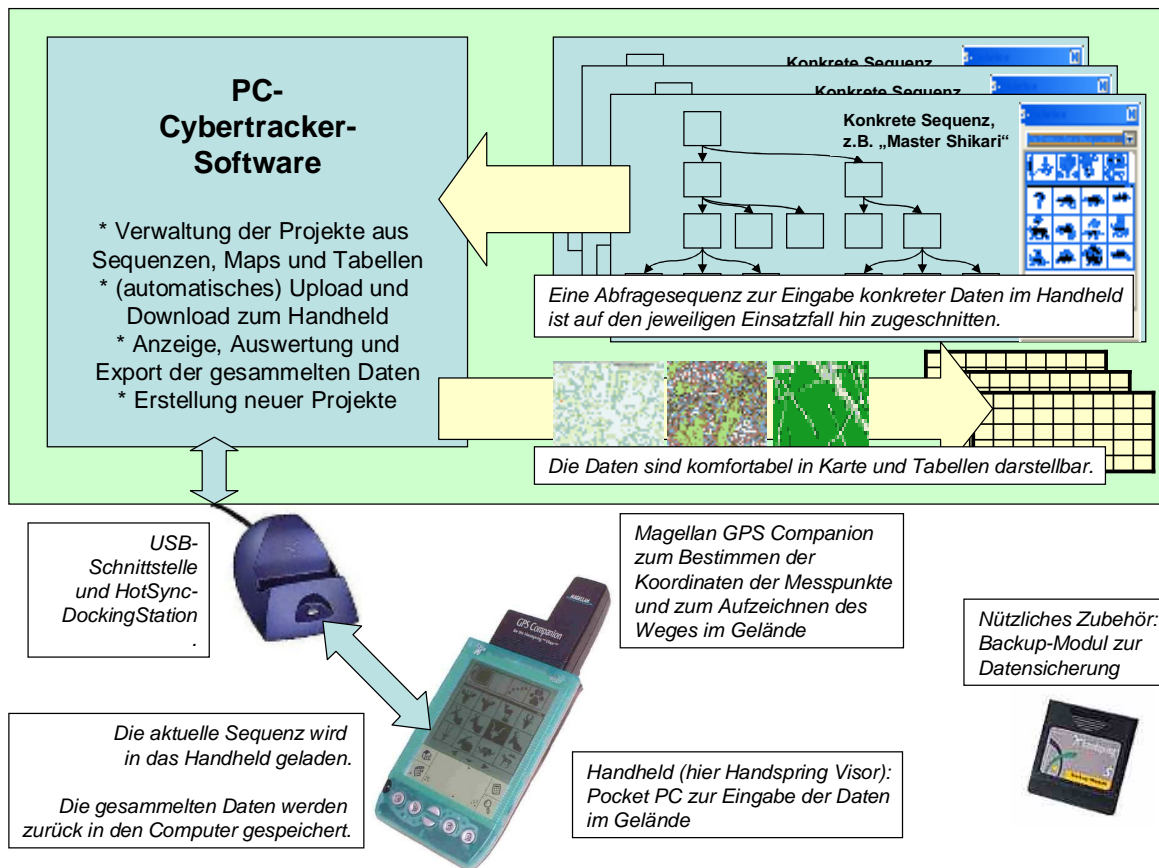 PC-
Cybertracker-
Software
* Verwaltung der Projekte aus
Sequenzen, Maps und Tabellen
* (automatisches) Upload und
Download zum Handheld
* Anzeige, Auswertung und
Export der gesammelten Daten
* Erstellung neuer Projekte
Konkrete Sequenz
Konkrete Sequenz
Konkrete Sequenz,
z.B. „Master Shikari“
?
Eine Abfragesequenz zur Eingabe konkreter Daten im Handheld
ist auf den jeweiligen Einsatzfall hin zugeschnitten.
Die Daten sind komfortabel in Karte und Tabellen darstellbar.
USB-
Schnittstelle
und HotSync-
DockingStation
.
Magellan GPS Companion
zum Bestimmen der
Koordinaten der Messpunkte
und zum Aufzeichnen des
Weges im Gelände
Nützliches Zubehör:
Backup-Modul zur
Datensicherung
MAGELLAN
GPS Companion
Die aktuelle Sequenz wird
in das Handheld geladen.
Die gesammelten Daten werden
zurück in den Computer gespeichert.
Handheld (hier Handspring Visor):
Pocket PC zur Eingabe der Daten
im Gelände
Handspring